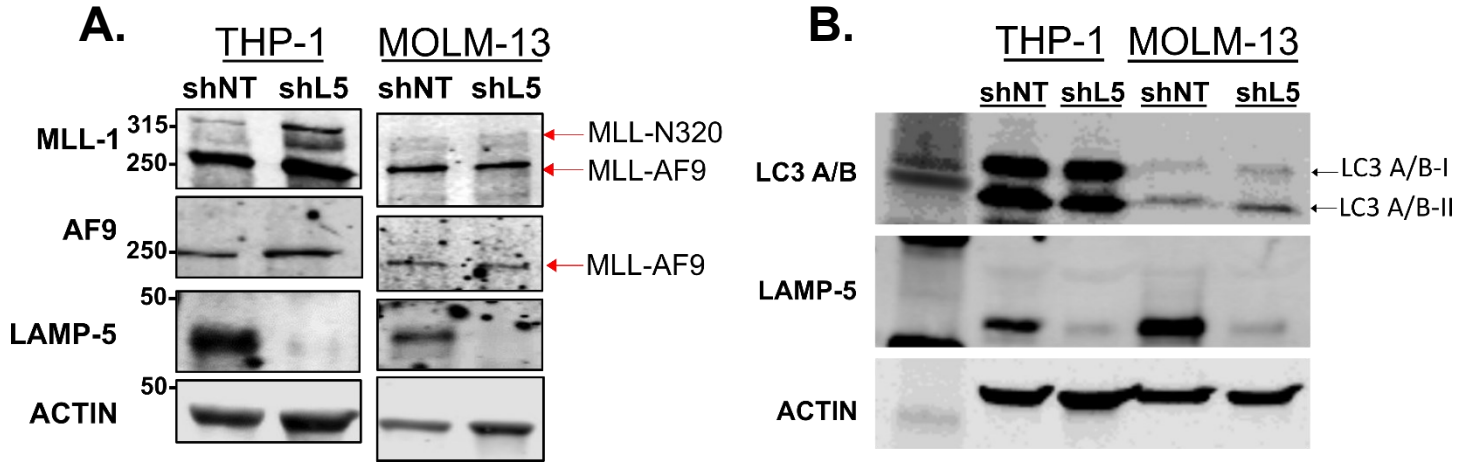 A.
THP-1 MOLM-13
shNT shL5 shNT shL5
MLL-1
315-
250-
MLL-N320
MLL-AF9
AF9
250-
MLL-AF9
LAMP-5
50-
ACTIN
50-
B.
THP-1 MOLM-13
shNT shL5 shNT shL5
LC3 A/B
LC3 A/B-I
LC3 A/B-II
LAMP-5
ACTIN